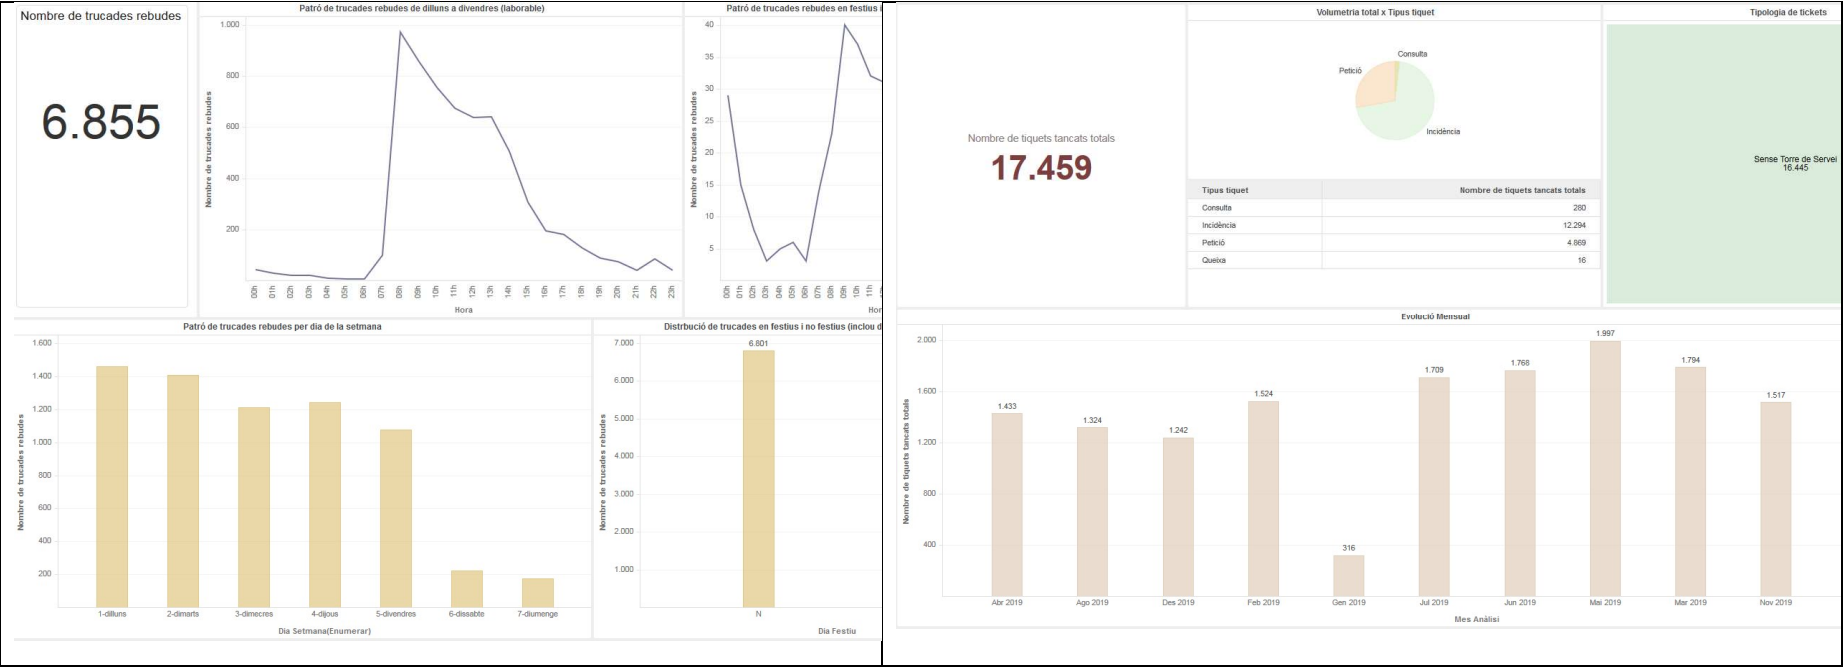 Nombre de trucades rebudes
6.855
Patró de trucades rebudes de dilluns a divendres (laborable)
Nombre de trucades rebudes
1.000
800
600
400
200
00h 01h 02h 03h 04h 05h 06h 07h 08h 09h 10h 11h 12h 13h 14h 15h 16h 17h 18h 19h 20h 21h 22h 23h
Hora
Patró de trucades rebudes en festius i
Nombre de trucades rebudes
40
35
30
25
20
15
10
5
00h 01h 02h 03h 04h 05h 06h 07h 08h 09h 10h 11h
Hor
Patró de trucades rebudes per dia de la setmana
Nombre de trucades rebudes
1.600
1.400
1.200
1.000
800
600
400
200
1-dilluns 2-dimarts 3-dimecres 4-dijous 5-divendres 6-dissabte 7-diumenge
Dia Setmana(Enumerar)
Distrbució de trucades en festius i no festius (inclou d
Nombre de trucades rebudes
7.000
6.000
5.000
4.000
3.000
2.000
1.000
6.801
N
Dia Festiu
Nombre de tiquets tancats totals
17.459
Volumetria total x Tipus tiquet
Consulta
Petició
Incidència
Tipus tiquet Nombre de tiquets tancats totals
Consulta 280
Incidència 12.294
Petició 4.869
Queixa 16
Tipologia de tickets
Sense Torre de Servei
16.445
Evolució Mensual
Nombre de tiquets tancats totals
2.000
1.600
1.200
800
400
1.433 1.324 1.242 1.524 316 1.709 1.768 1.997 1.794 1.517
Abr 2019 Ago 2019 Des 2019 Feb 2019 Gen 2019 Jul 2019 Jun 2019 Mai 2019 Mar 2019 Nov 2019
Mes Anàlisi